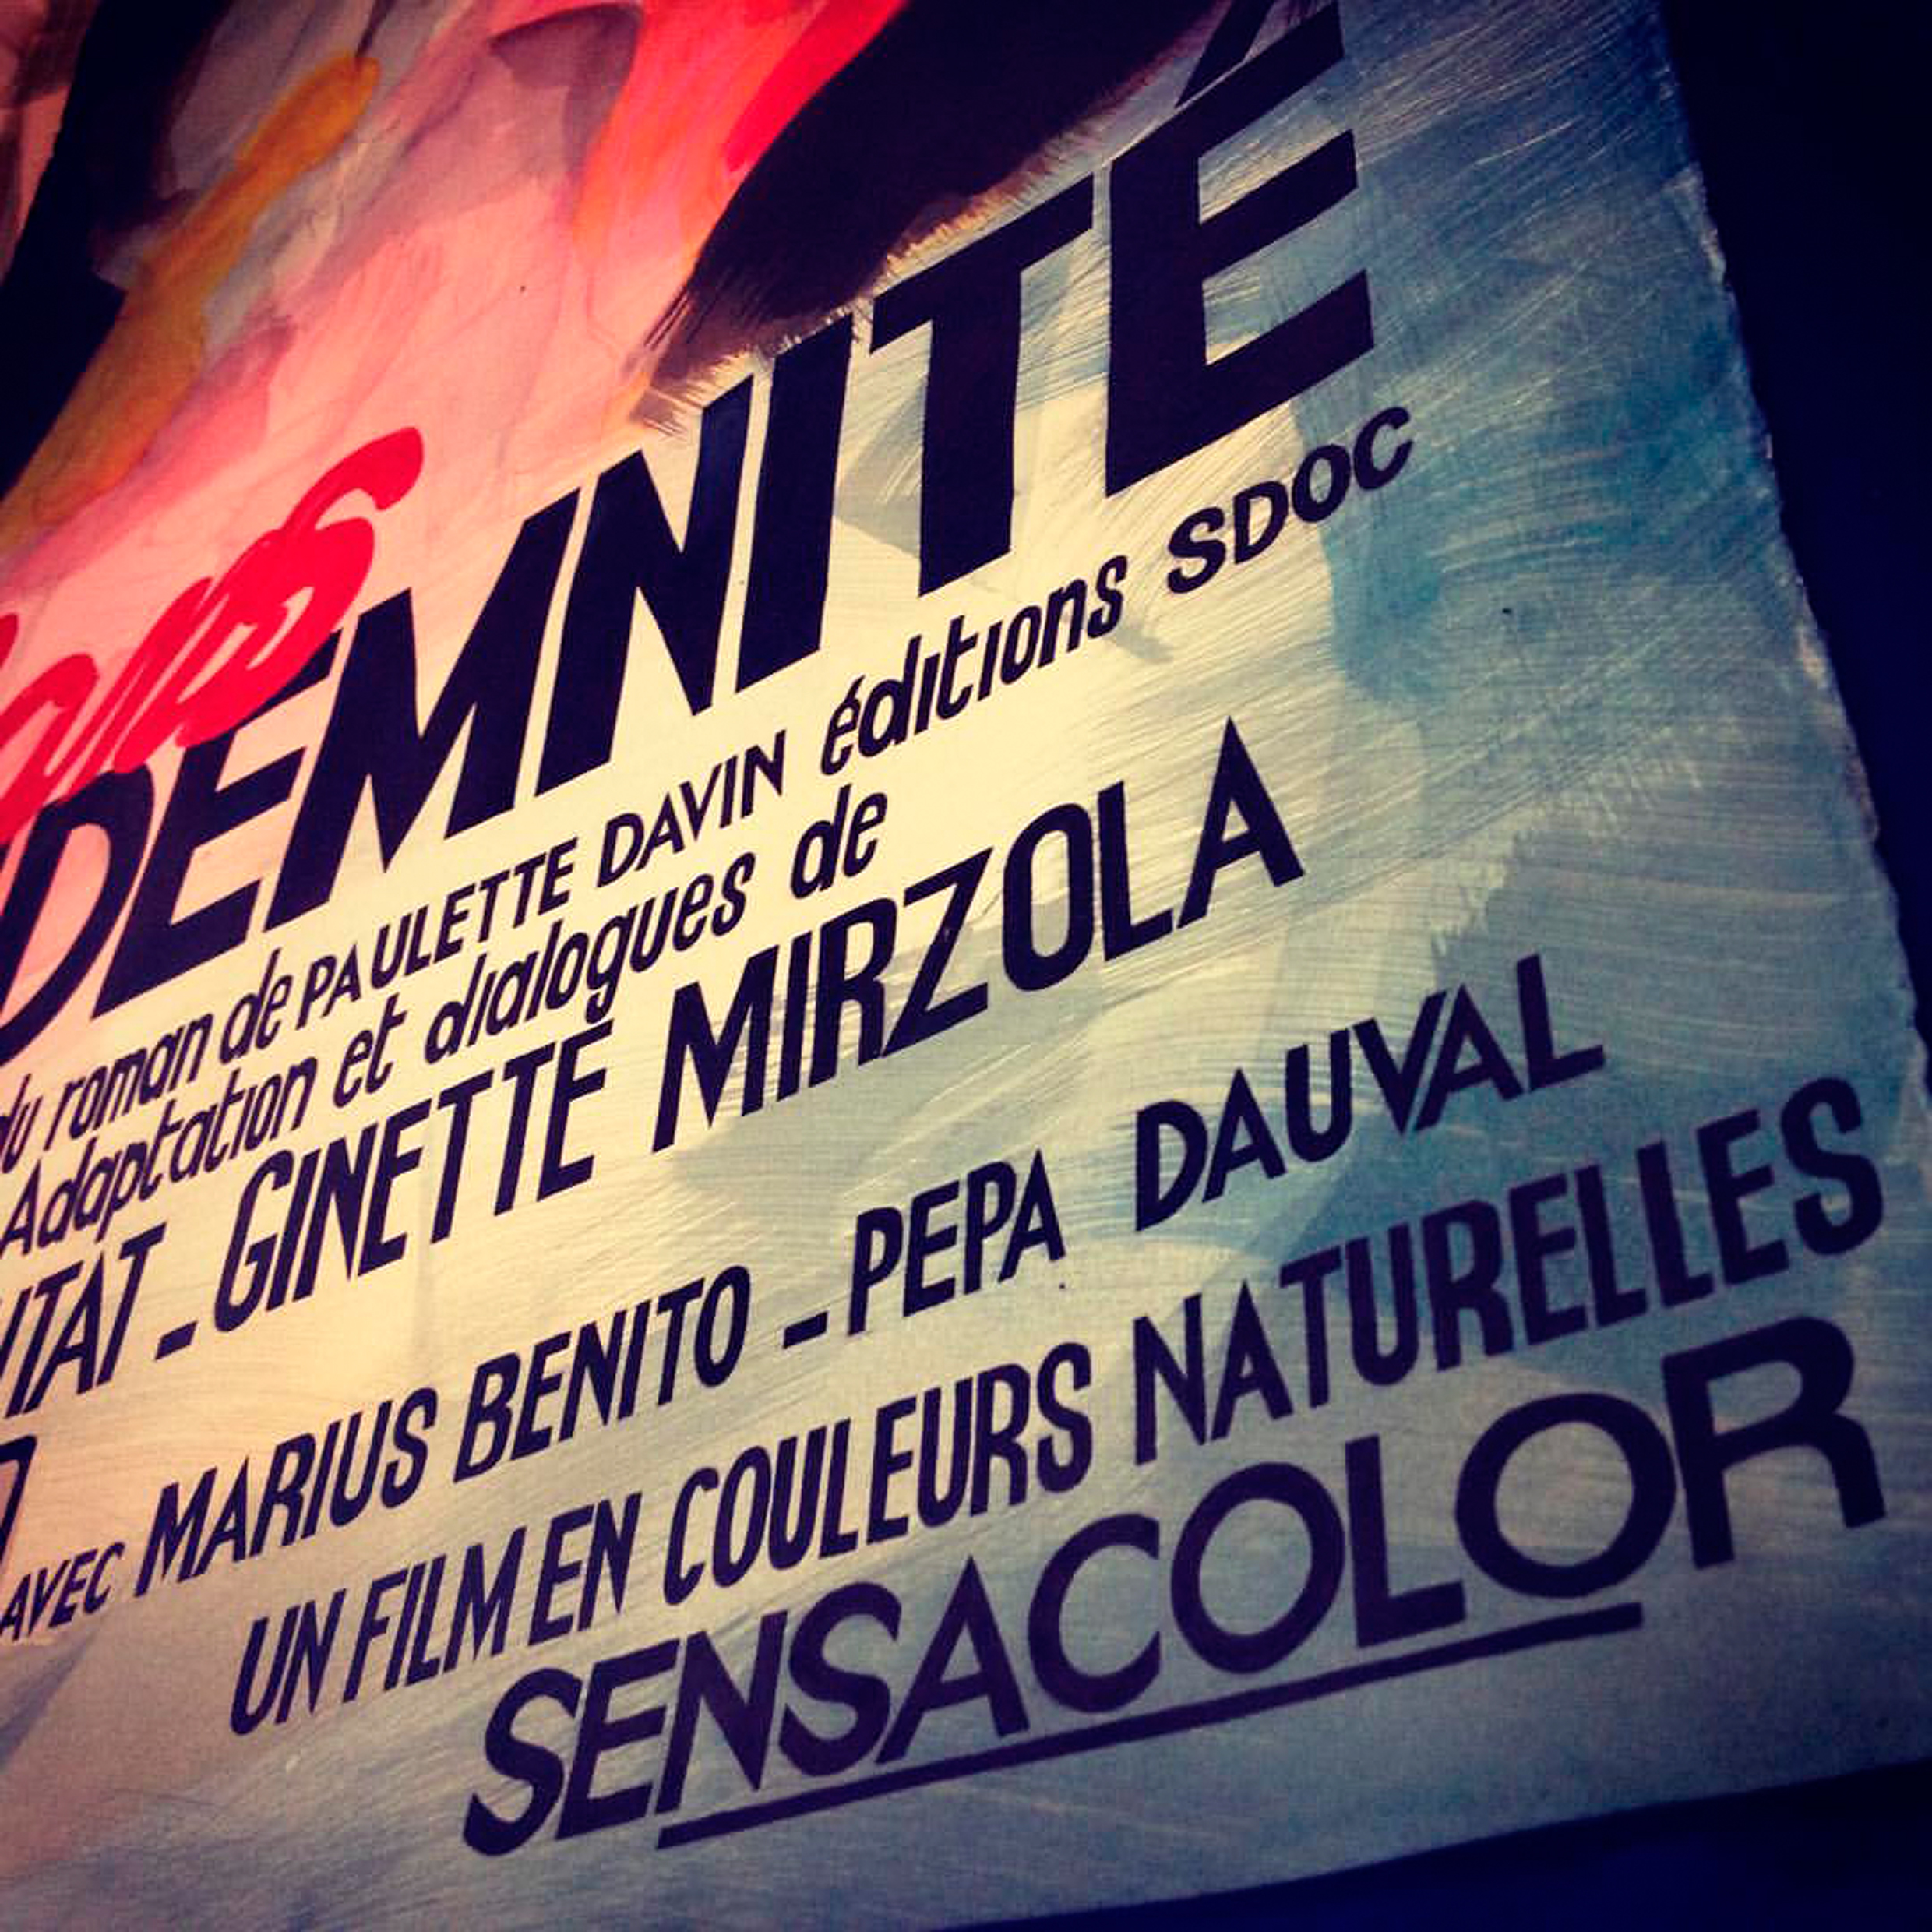 sans
DEMNITÉ
du roman de PAULETTE DAVIN éditions SDOC
Adaptation et dialogues de
ITAT - GINETTE MIRZOLA
AVEC MARIUS BENITO - PEPA DAUVAL
UN FILM EN COULEURS NATURELLES
SENSACOLOR